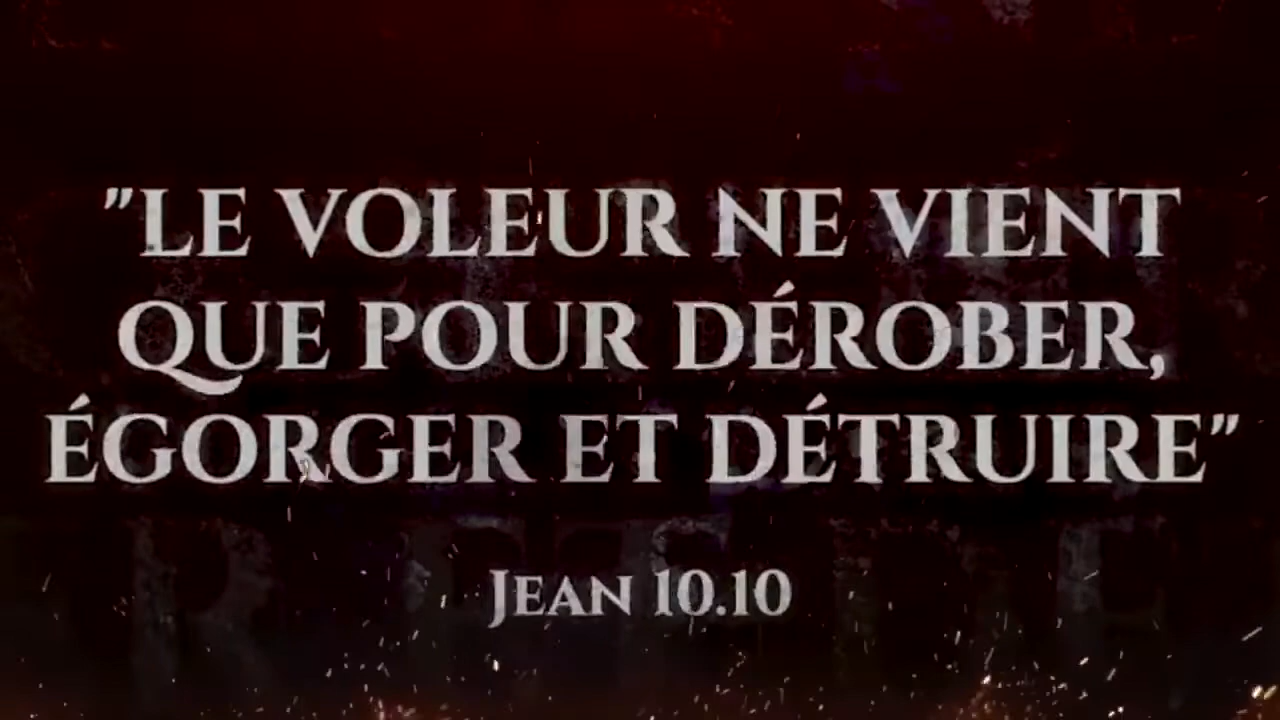 "LE VOLEUR NE VIENT
QUE POUR DÉROBER,
ÉGORGER ET DÉTRUIRE"
JEAN 10.10